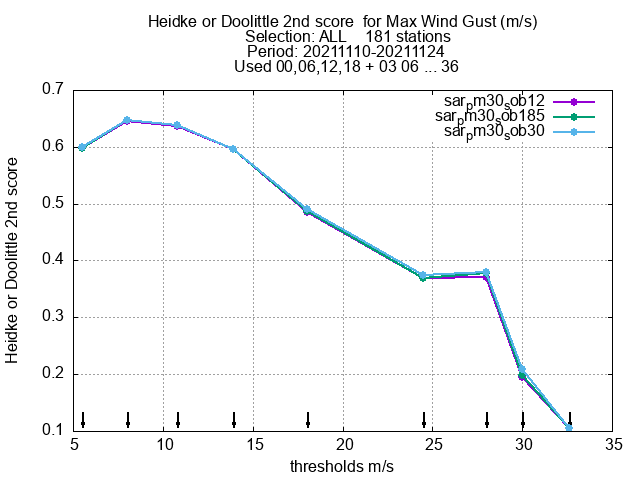 Heidke or Doolittle 2nd score  for Max Wind Gust (m/s)
Selection: ALL    181 stations
Period: 20211110-20211124
Used 00,06,12,18 + 03 06 ... 36
sar_pm30_sob12
sar_pm30_sob185
sar_pm30_sob30
0.7
0.6
0.5
0.4
0.3
0.2
0.1
Heidke or Doolittle 2nd score
5 10 15 20 25 30 35
thresholds m/s